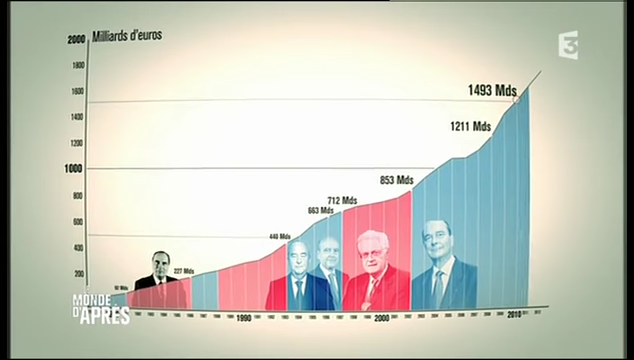 2000
Milliards d'euros
3
1800
1600
1493 Mds
1400
1211 Mds
1200
1000
853 Mds
800
712 Mds
663 Mds
600
440 Mds
400
227 Mds
200
92 Mds
MONDE
D'APRÈS
1990
2000
2010